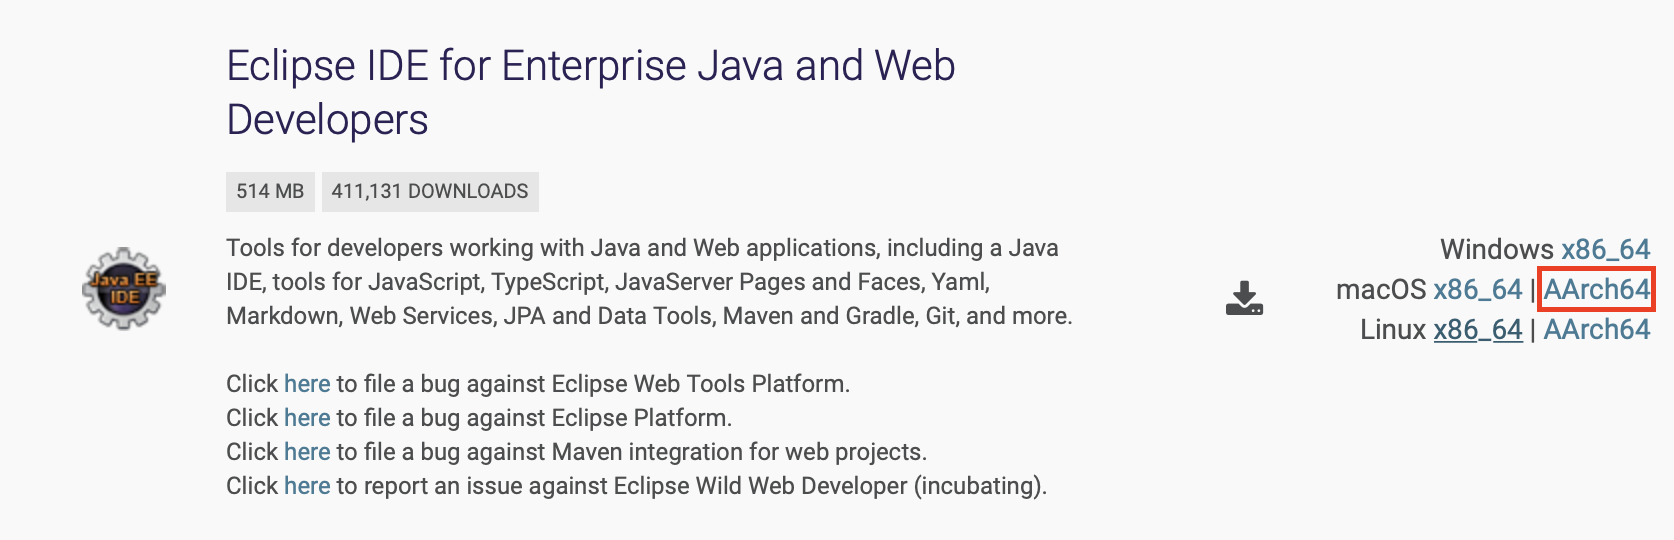 Eclipse IDE for Enterprise Java and Web
Developers
514 MB 411,131 DOWNLOADS
Java EE
IDE
Tools for developers working with Java and Web applications, including a Java
IDE, tools for JavaScript, TypeScript, JavaServer Pages and Faces, Yaml,
Markdown, Web Services, JPA and Data Tools, Maven and Gradle, Git, and more.
Click here to file a bug against Eclipse Web Tools Platform.
Click here to file a bug against Eclipse Platform.
Click here to file a bug against Maven integration for web projects.
Click here to report an issue against Eclipse Wild Web Developer (incubating).
Windows x86_64
macOS x86_64 | AArch64
Linux x86_64 | AArch64